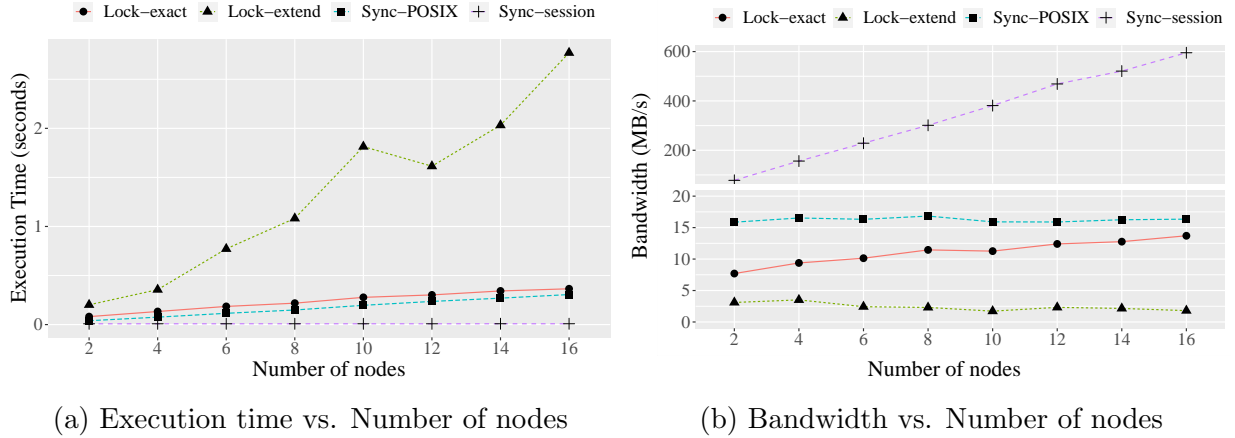 Lock−exact Lock−extend Sync−POSIX Sync−session
Execution Time (seconds)
2
1
0
2 4 6 8 10 12 14 16
Number of nodes
(a) Execution time vs. Number of nodes
Lock−exact Lock−extend Sync−POSIX Sync−session
Bandwidth (MB/s)
600
400
200
20
15
10
5
0
2 4 6 8 10 12 14 16
Number of nodes
(b) Bandwidth vs. Number of nodes